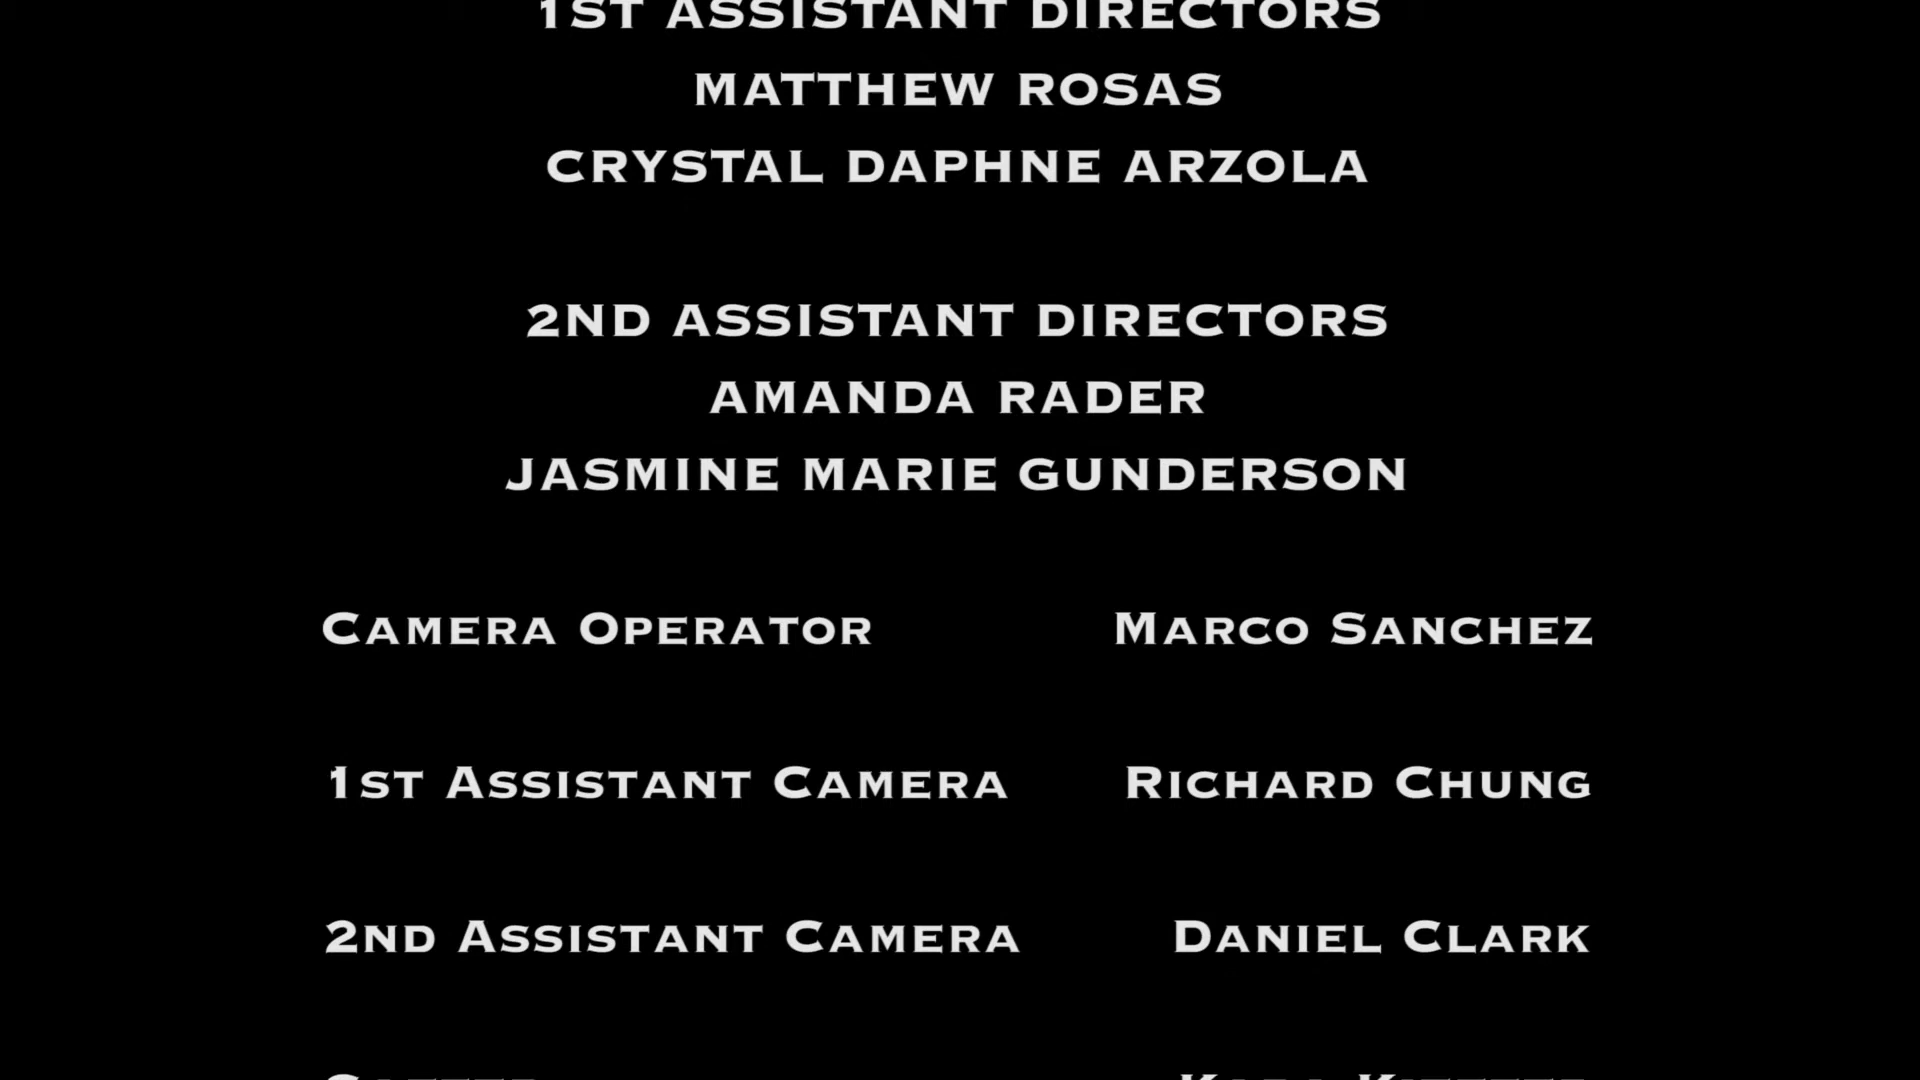 1ST ASSISTANT DIRECTORS
MATTHEW ROSAS
CRYSTAL DAPHNE ARZOLA
2ND ASSISTANT DIRECTORS
AMANDA RADER
JASMINE MARIE GUNDERSON
Camera Operator Marco Sanchez
1st Assistant Camera Richard Chung
2nd Assistant Camera Daniel Clark